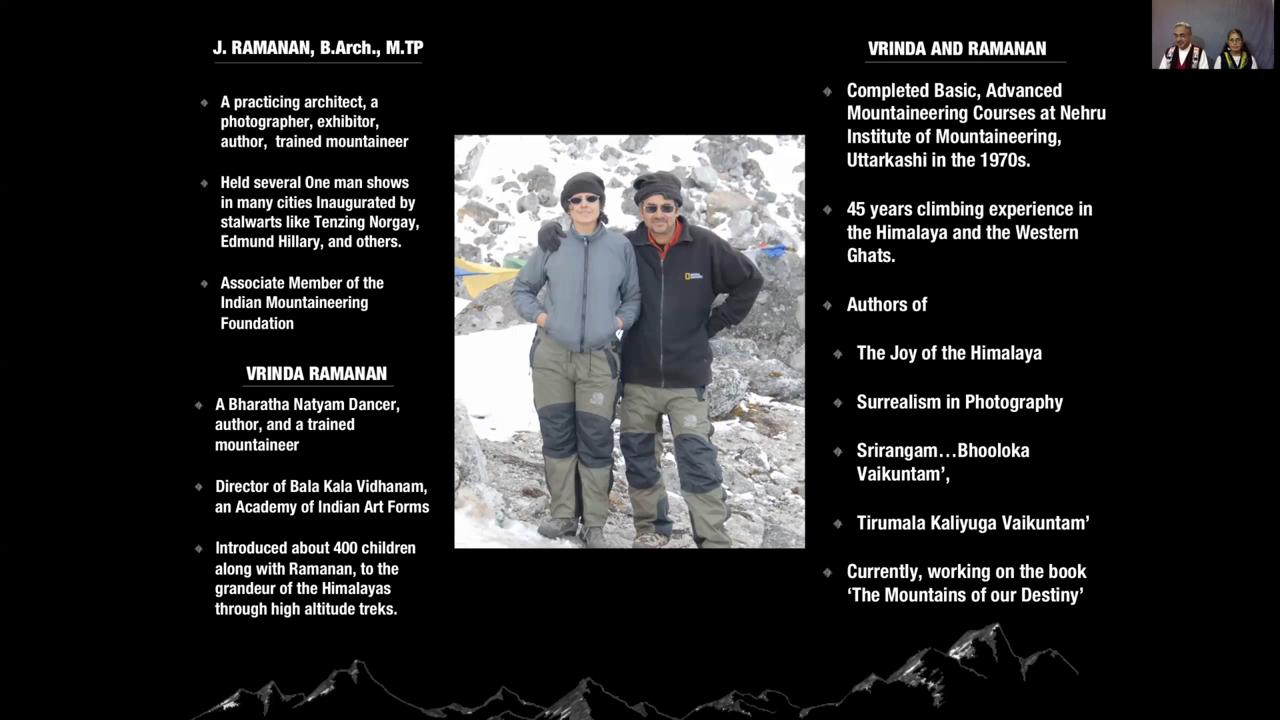 J. RAMANAN, B.Arch., M.TP
A practicing architect, a
photographer, exhibitor,
author, trained mountaineer
Held several One man shows
in many cities Inaugurated by
stalwarts like Tenzing Norgay,
Edmund Hillary, and others.
Associate Member of the
Indian Mountaineering
Foundation
VRINDA RAMANAN
A Bharatha Natyam Dancer,
author, and a trained
mountaineer
Director of Bala Kala Vidhanam,
an Academy of Indian Art Forms
Introduced about 400 children
along with Ramanan, to the
grandeur of the Himalayas
through high altitude treks.
VRINDA AND RAMANAN
Completed Basic, Advanced
Mountaineering Courses at Nehru
Institute of Mountaineering,
Uttarkashi in the 1970s.
45 years climbing experience in
the Himalaya and the Western
Ghats.
Authors of
The Joy of the Himalaya
Surrealism in Photography
Srirangam…Bhooloka
Vaikuntam’,
Tirumala Kaliyuga Vaikuntam’
Currently, working on the book
‘The Mountains of our Destiny’